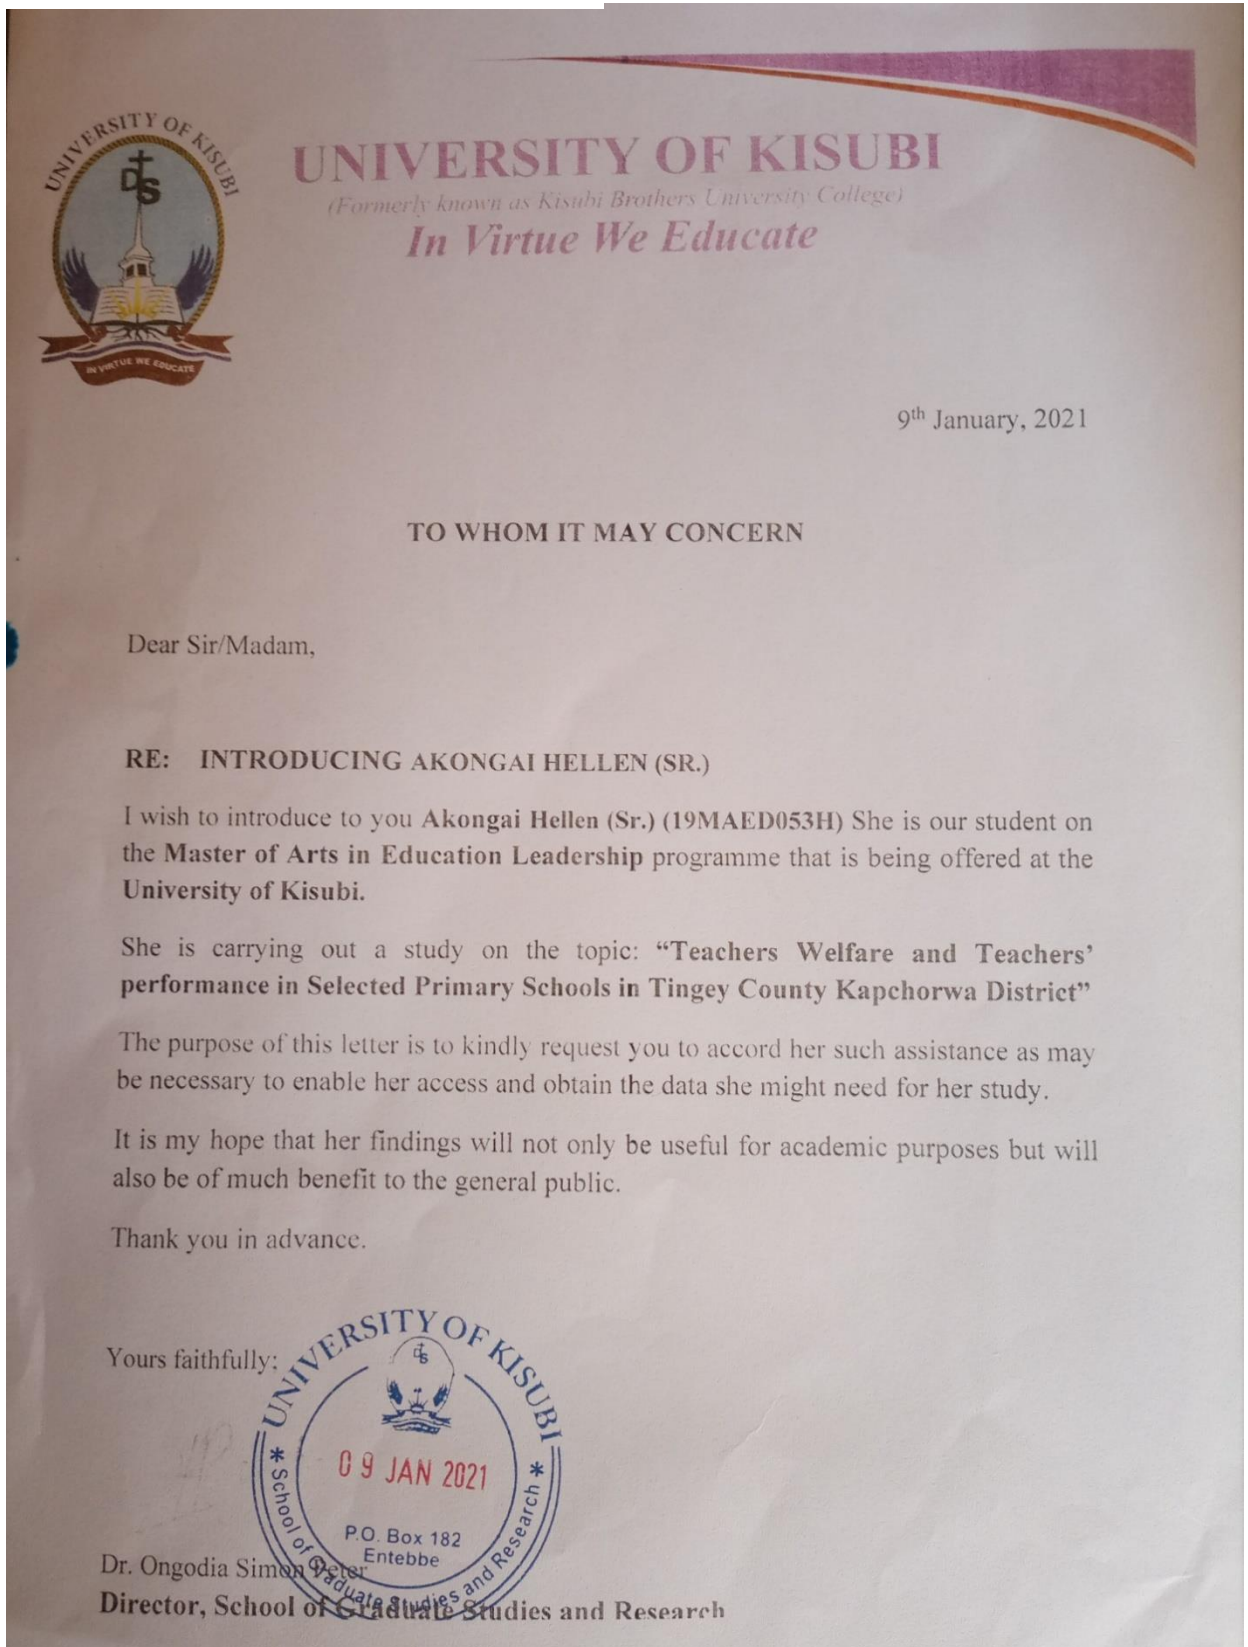 UNIVERSITY OF KISUBI
DS
IN VIRTUE WE EDUCATE
UNIVERSITY OF KISUBI
(Formerly known as Kisubi Brothers University College)
In Virtue We Educate
9th January, 2021
TO WHOM IT MAY CONCERN
Dear Sir/Madam,
RE: INTRODUCING AKONGAI HELLEN (SR.)
I wish to introduce to you Akongai Hellen (Sr.) (19MAED053H) She is our student on
the Master of Arts in Education Leadership programme that is being offered at the
University of Kisubi.
She is carrying out a study on the topic: “Teachers Welfare and Teachers’
performance in Selected Primary Schools in Tingey County Kapchorwa District”
The purpose of this letter is to kindly request you to accord her such assistance as may
be necessary to enable her access and obtain the data she might need for her study.
It is my hope that her findings will not only be useful for academic purposes but will
also be of much benefit to the general public.
Thank you in advance.
Yours faithfully:
UNIVERSITY OF KISUBI
DS
09 JAN 2021
P.O. Box 182
Entebbe
* School of Graduate Studies and Research *
Dr. Ongodia Simon Peter
Director, School of Graduate Studies and Research